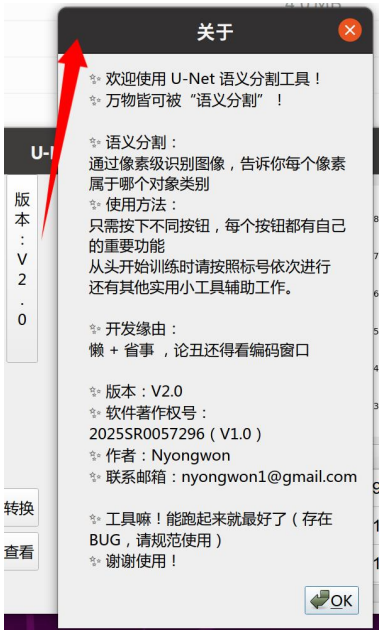 关于
✨ 欢迎使用 U-Net 语义分割工具！
✨ 万物皆可被“语义分割”！
✨ 语义分割：
通过像素级识别图像，告诉你每个像素
属于哪个对象类别
✨ 使用方法：
只需按下不同按钮，每个按钮都有自己
的重要功能
从头开始训练时请按照标号依次进行
还有其他实用小工具辅助工作。
✨ 开发缘由：
懒 + 省事，论丑还得看编码窗口
✨ 版本：V2.0
✨ 软件著作权号：
2025SR0057296（V1.0）
✨ 作者：Nyongwon
✨ 联系邮箱：nyongwon1@gmail.com
✨ 工具嘛！能跑起来就最好了（存在
BUG，请规范使用）
✨ 谢谢使用！
OK
版
本
：
V
2
.
0
转换
查看